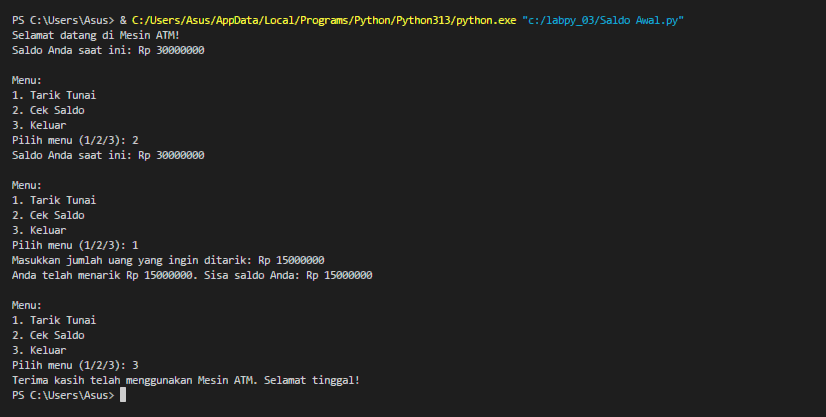 PS C:\Users\Asus> & C:/Users/Asus/AppData/Local/Programs/Python/Python313/python.exe "c:/labpy_03/Saldo Awal.py"
Selamat datang di Mesin ATM!
Saldo Anda saat ini: Rp 30000000
Menu:
1. Tarik Tunai
2. Cek Saldo
3. Keluar
Pilih menu (1/2/3): 2
Saldo Anda saat ini: Rp 30000000
Menu:
1. Tarik Tunai
2. Cek Saldo
3. Keluar
Pilih menu (1/2/3): 1
Masukkan jumlah uang yang ingin ditarik: Rp 15000000
Anda telah menarik Rp 15000000. Sisa saldo Anda: Rp 15000000
Menu:
1. Tarik Tunai
2. Cek Saldo
3. Keluar
Pilih menu (1/2/3): 3
Terima kasih telah menggunakan Mesin ATM. Selamat tinggal!
PS C:\Users\Asus>